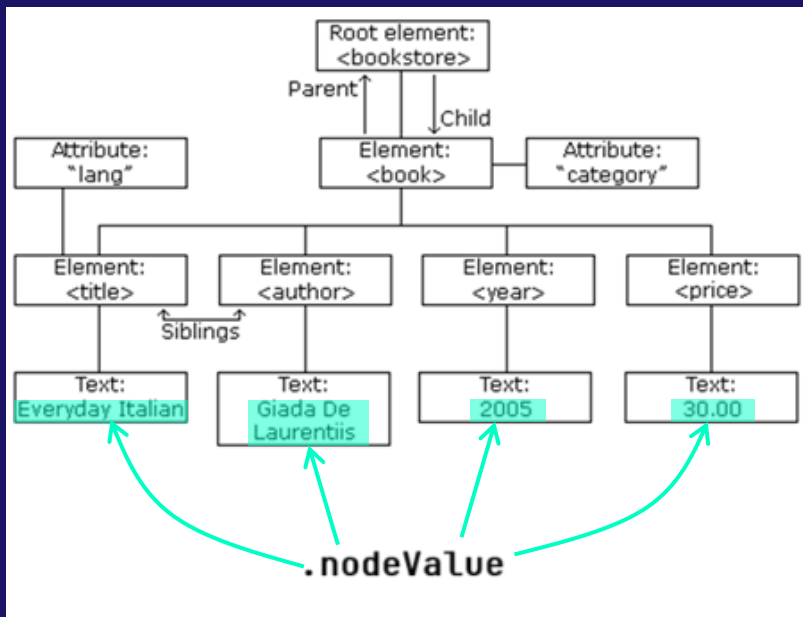 Root element:
<bookstore>
Parent
Child
Attribute:
“lang”
Element:
<book>
Attribute:
“category”
Element:
<title>
Element:
<author>
Element:
<year>
Element:
<price>
Siblings
Text:
Everyday Italian
Text:
Giada De
Laurentiis
Text:
2005
Text:
30.00
.nodeValue